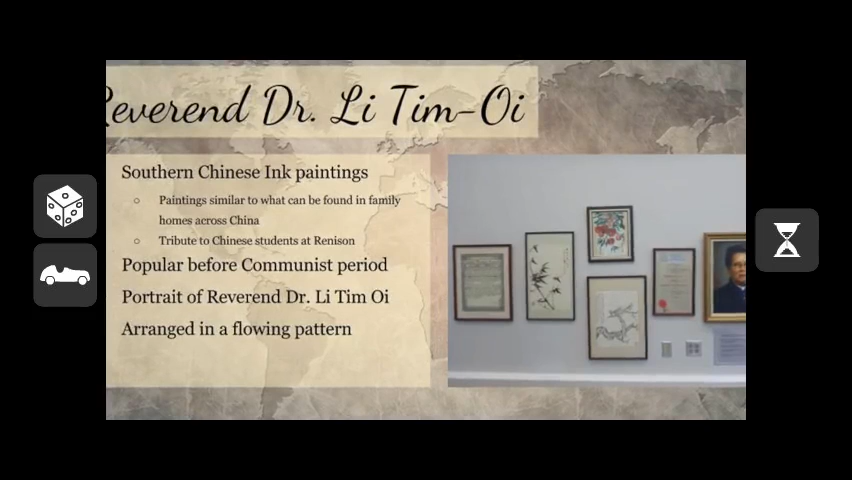 Reverend Dr. Li Tim-Oi
Southern Chinese Ink paintings
○ Paintings similar to what can be found in family
homes across China
○ Tribute to Chinese students at Renison
Popular before Communist period
Portrait of Reverend Dr. Li Tim Oi
Arranged in a flowing pattern